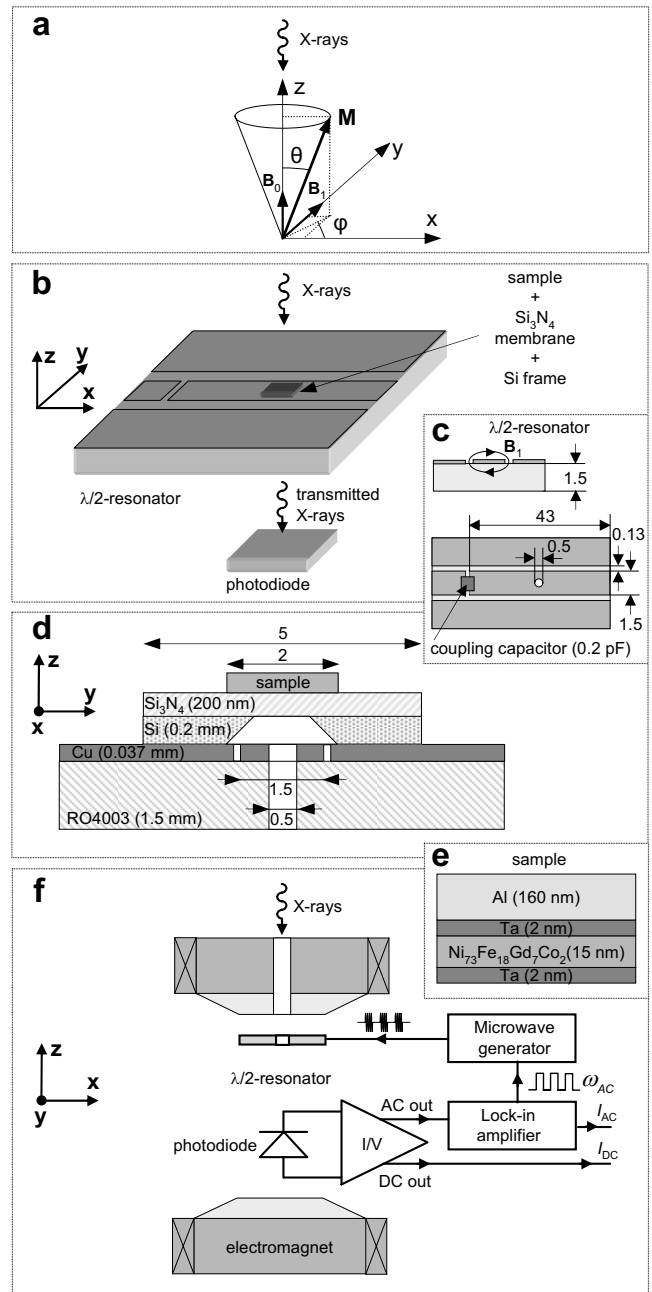 a
X-rays
z
M
θ
y
B₀
B₁
φ
x
b
X-rays
sample
+
Si₃N₄
membrane
+
Si frame
z
y
x
λ/2-resonator
transmitted
X-rays
photodiode
c
λ/2-resonator
B₁
1.5
43
0.13
0.5
1.5
coupling capacitor (0.2 pF)
d
5
z
2
sample
y
Si₃N₄ (200 nm)
x
Si (0.2 mm)
Cu (0.037 mm)
1.5
RO4003 (1.5 mm)
0.5
e
sample
Al (160 nm)
Ta (2 nm)
Ni₇₃Fe₁₈Gd₇Co₂(15 nm)
Ta (2 nm)
f
X-rays
z
x
y
Microwave
generator
λ/2-resonator
ω_AC
AC out
Lock-in
amplifier
I_AC
photodiode
I/V
I_DC
DC out
electromagnet